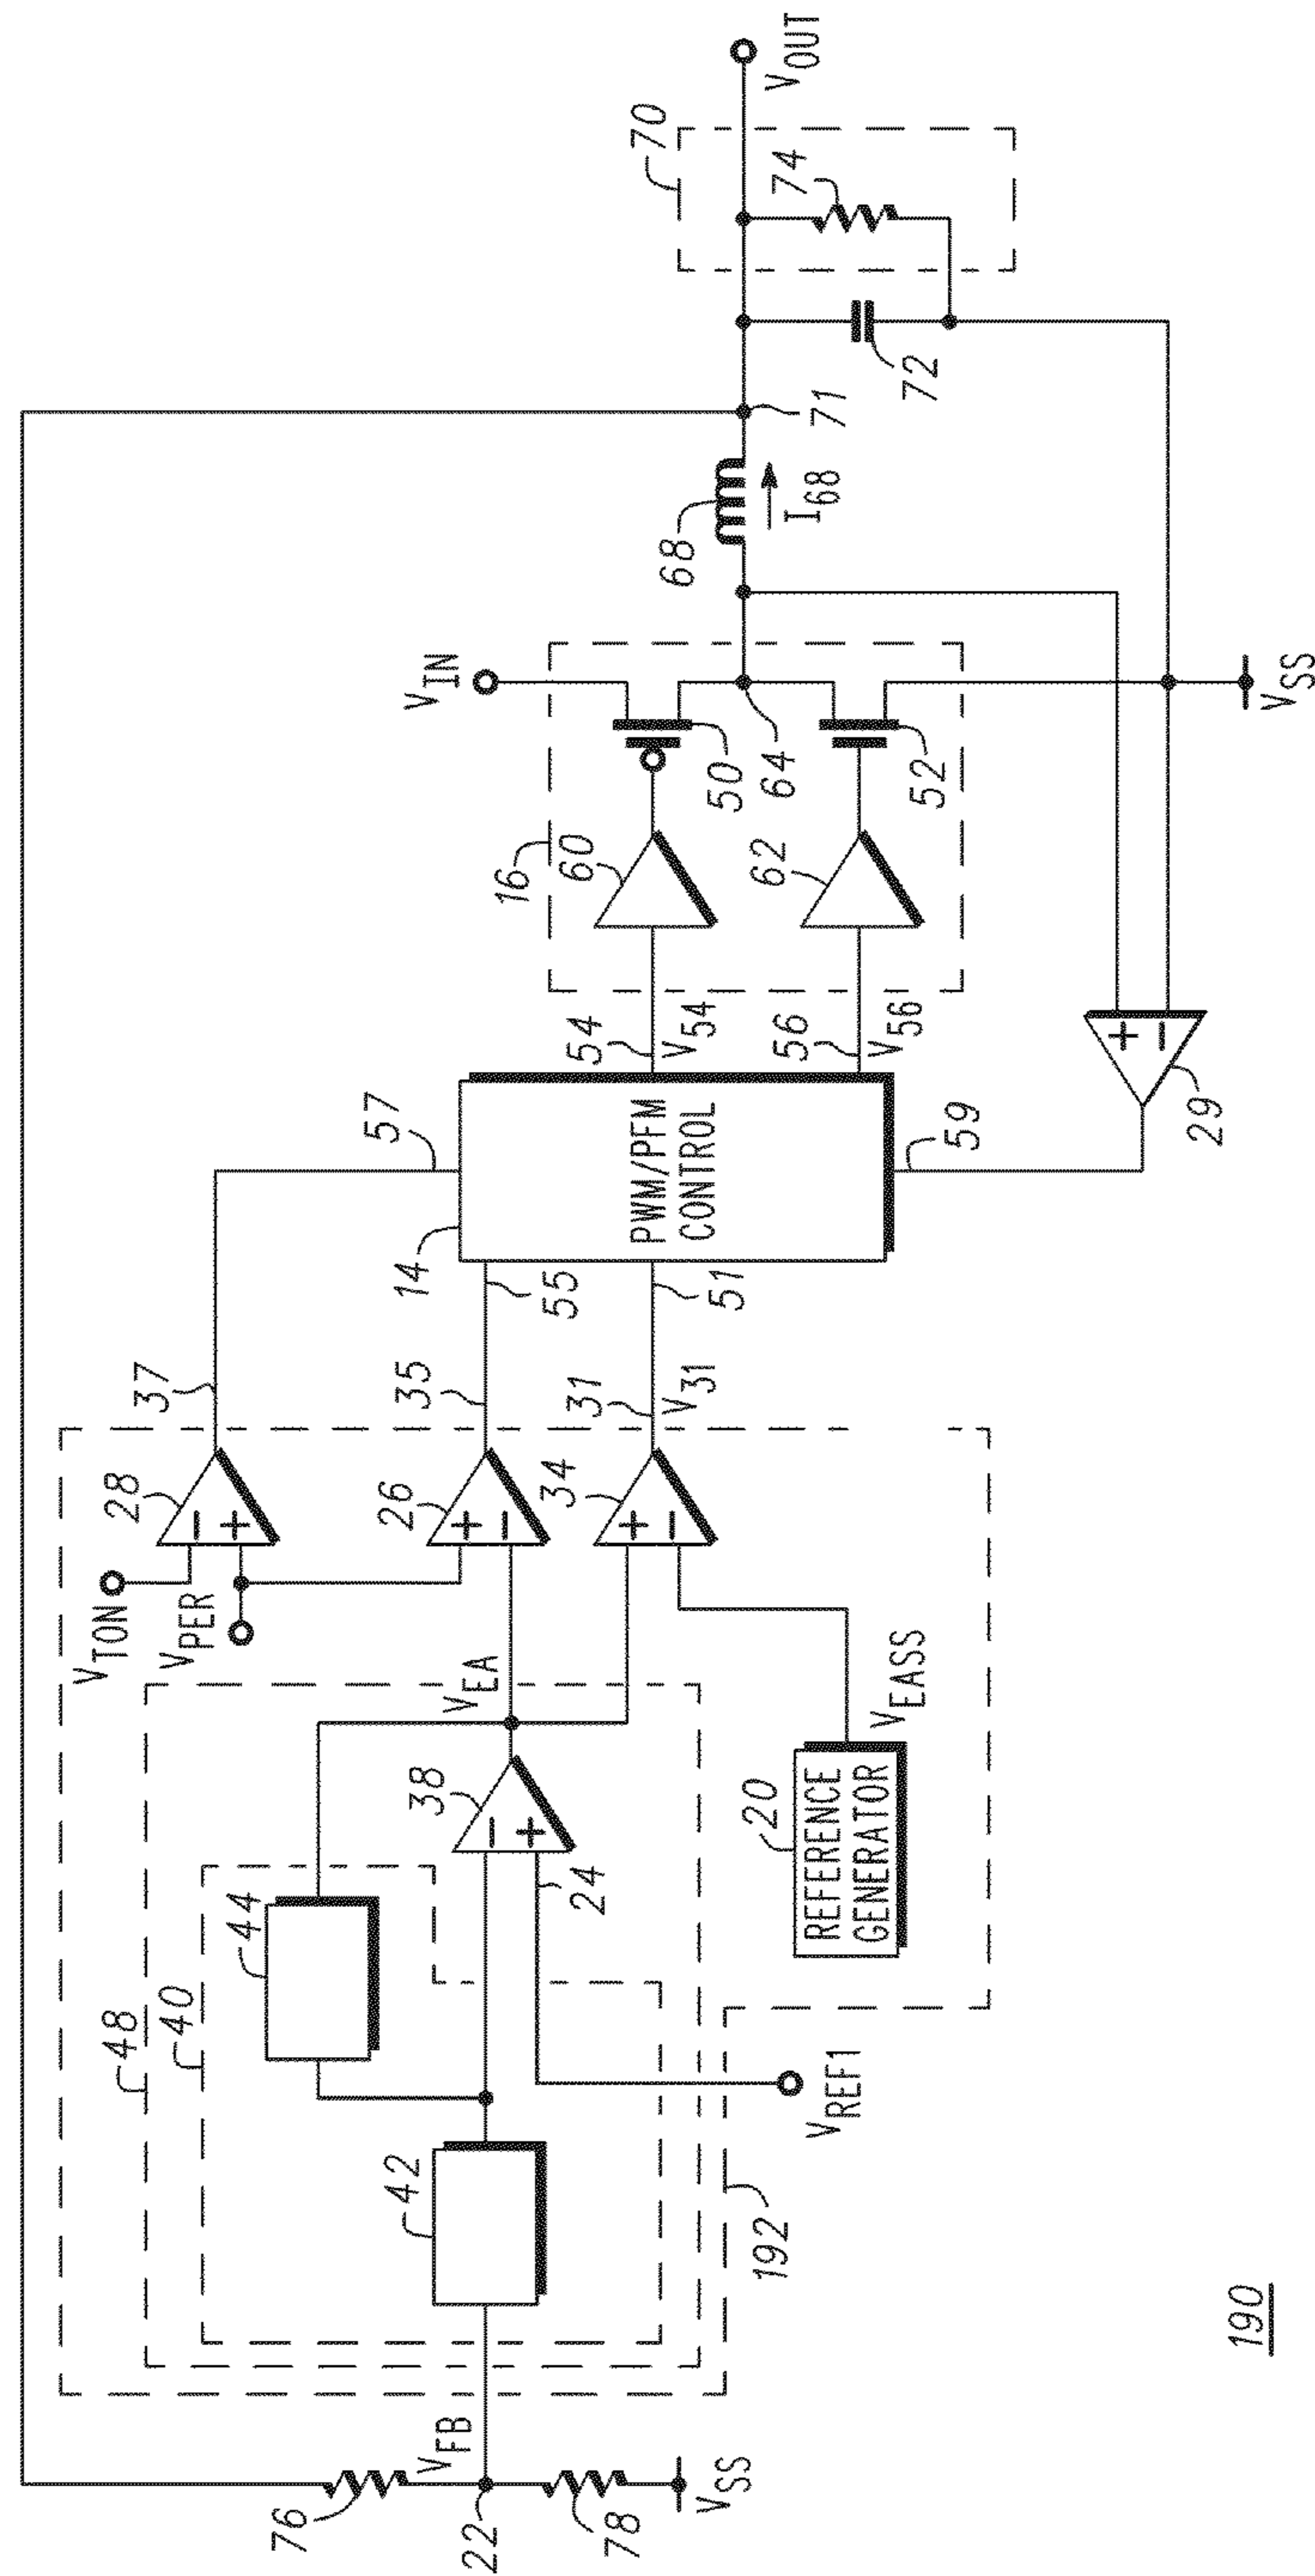 76
V_FB
22
78
V_SS
48
40
42
44
38
24
V_EA
V_REF1
192
20
REFERENCE
GENERATOR
V_EASS
V_TON
V_PER
28
26
34
37
35
31
V_31
57
14
55
51
PWM/PFM
CONTROL
59
54
V_54
56
V_56
16
60
62
V_IN
50
64
52
29
V_SS
68
I_68
71
72
70
74
V_OUT
190